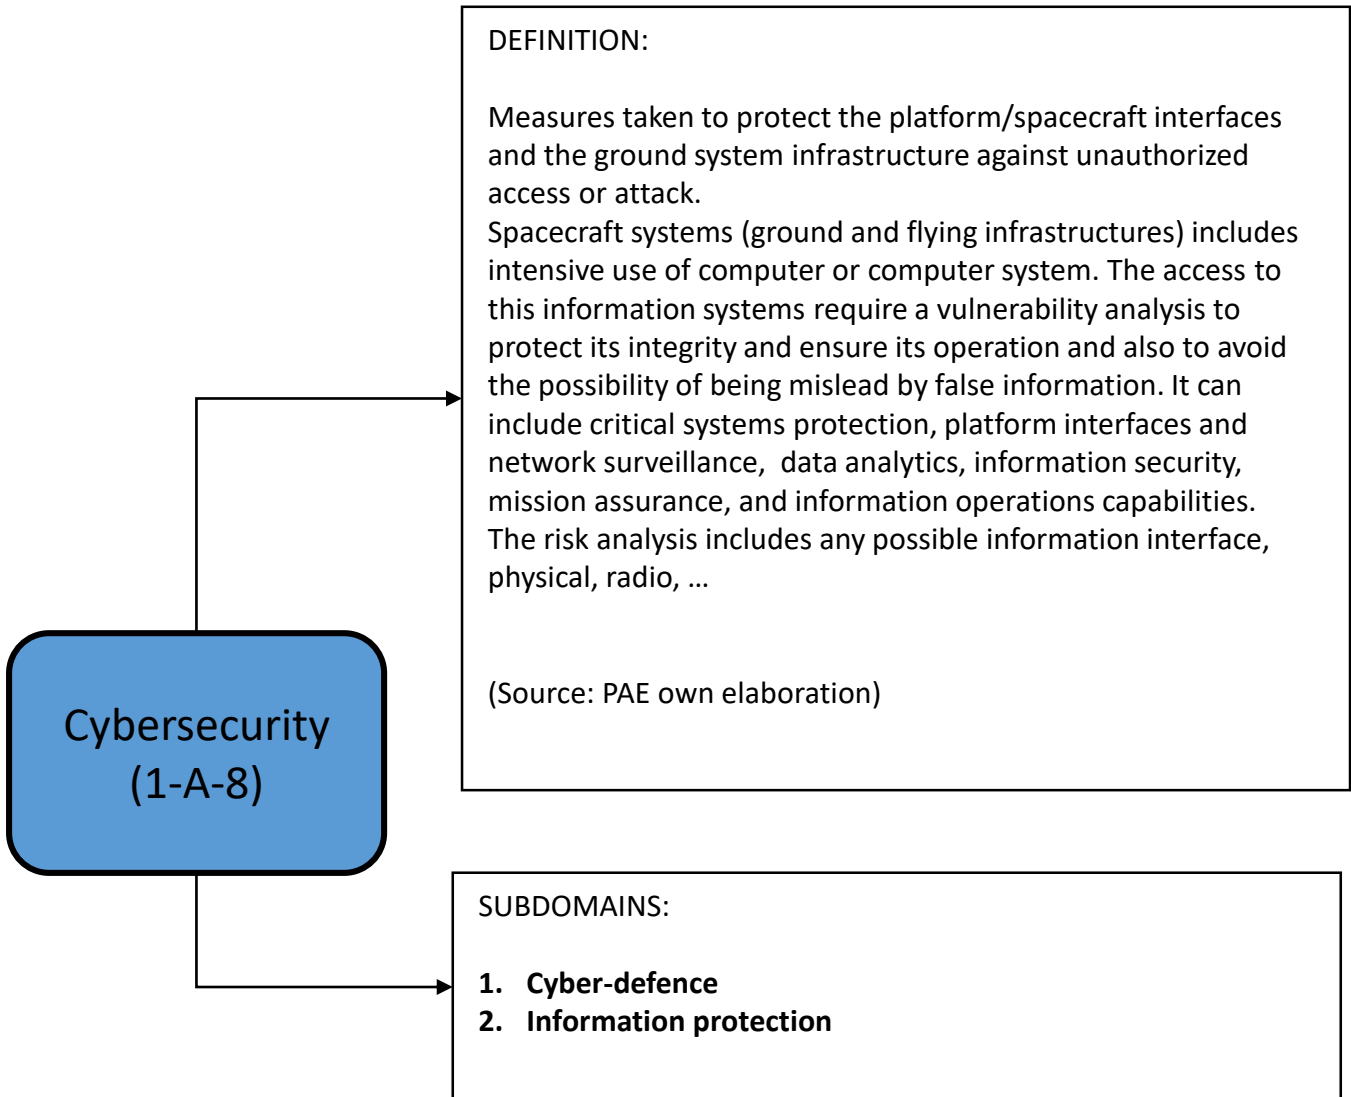 DEFINITION:
Measures taken to protect the platform/spacecraft interfaces
and the ground system infrastructure against unauthorized
access or attack.
Spacecraft systems (ground and flying infrastructures) includes
intensive use of computer or computer system. The access to
this information systems require a vulnerability analysis to
protect its integrity and ensure its operation and also to avoid
the possibility of being mislead by false information. It can
include critical systems protection, platform interfaces and
network surveillance,  data analytics, information security,
mission assurance, and information operations capabilities.
The risk analysis includes any possible information interface,
physical, radio, …
(Source: PAE own elaboration)
Cybersecurity
(1-A-8)
SUBDOMAINS:
1. Cyber-defence
2. Information protection